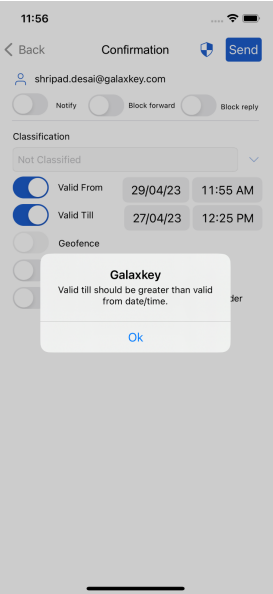 11:56
Back
Confirmation
Send
shripad.desai@galaxkey.com
Notify
Block forward
Block reply
Classification
Not Classified
Valid From
29/04/23
11:55 AM
Valid Till
27/04/23
12:25 PM
Geofence
Galaxkey
Valid till should be greater than valid
from date/time.
der
Ok